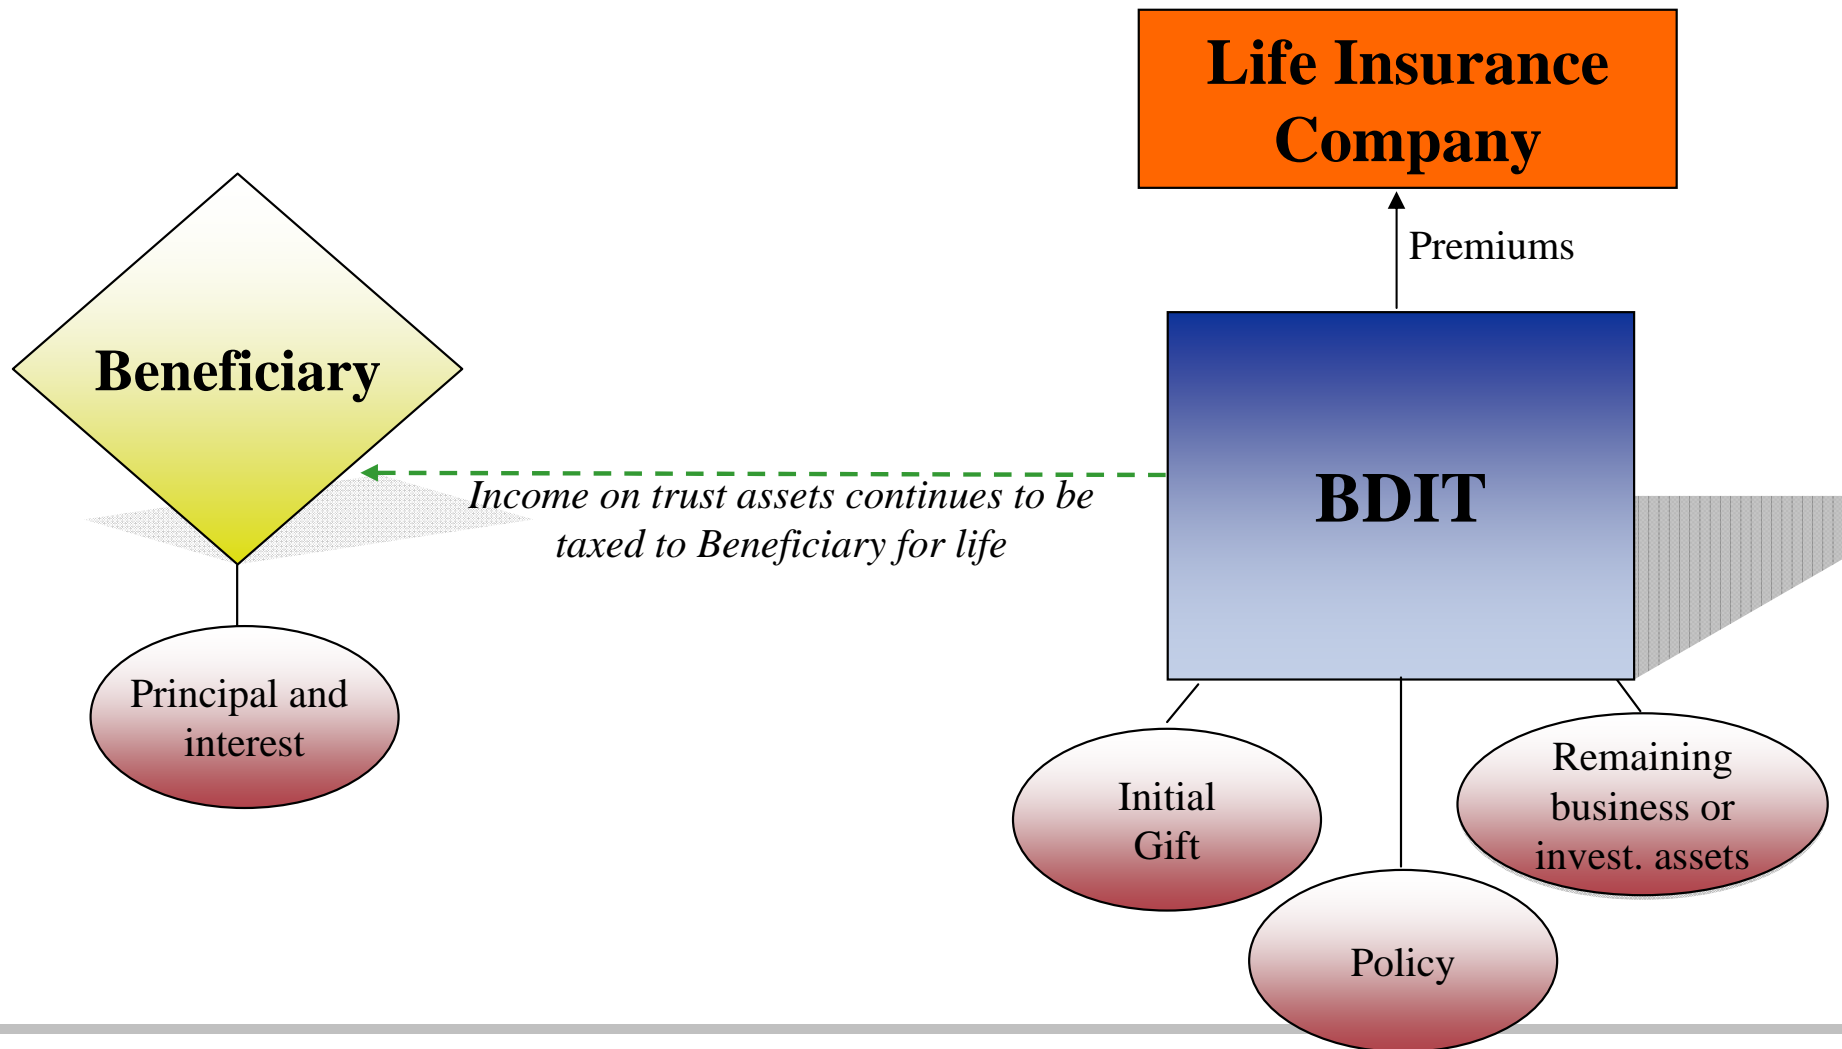 Life Insurance
Company
Premiums
Beneficiary
BDIT
Income on trust assets continues to be
taxed to Beneficiary for life
Principal and
interest
Initial
Gift
Remaining
business or
invest. assets
Policy